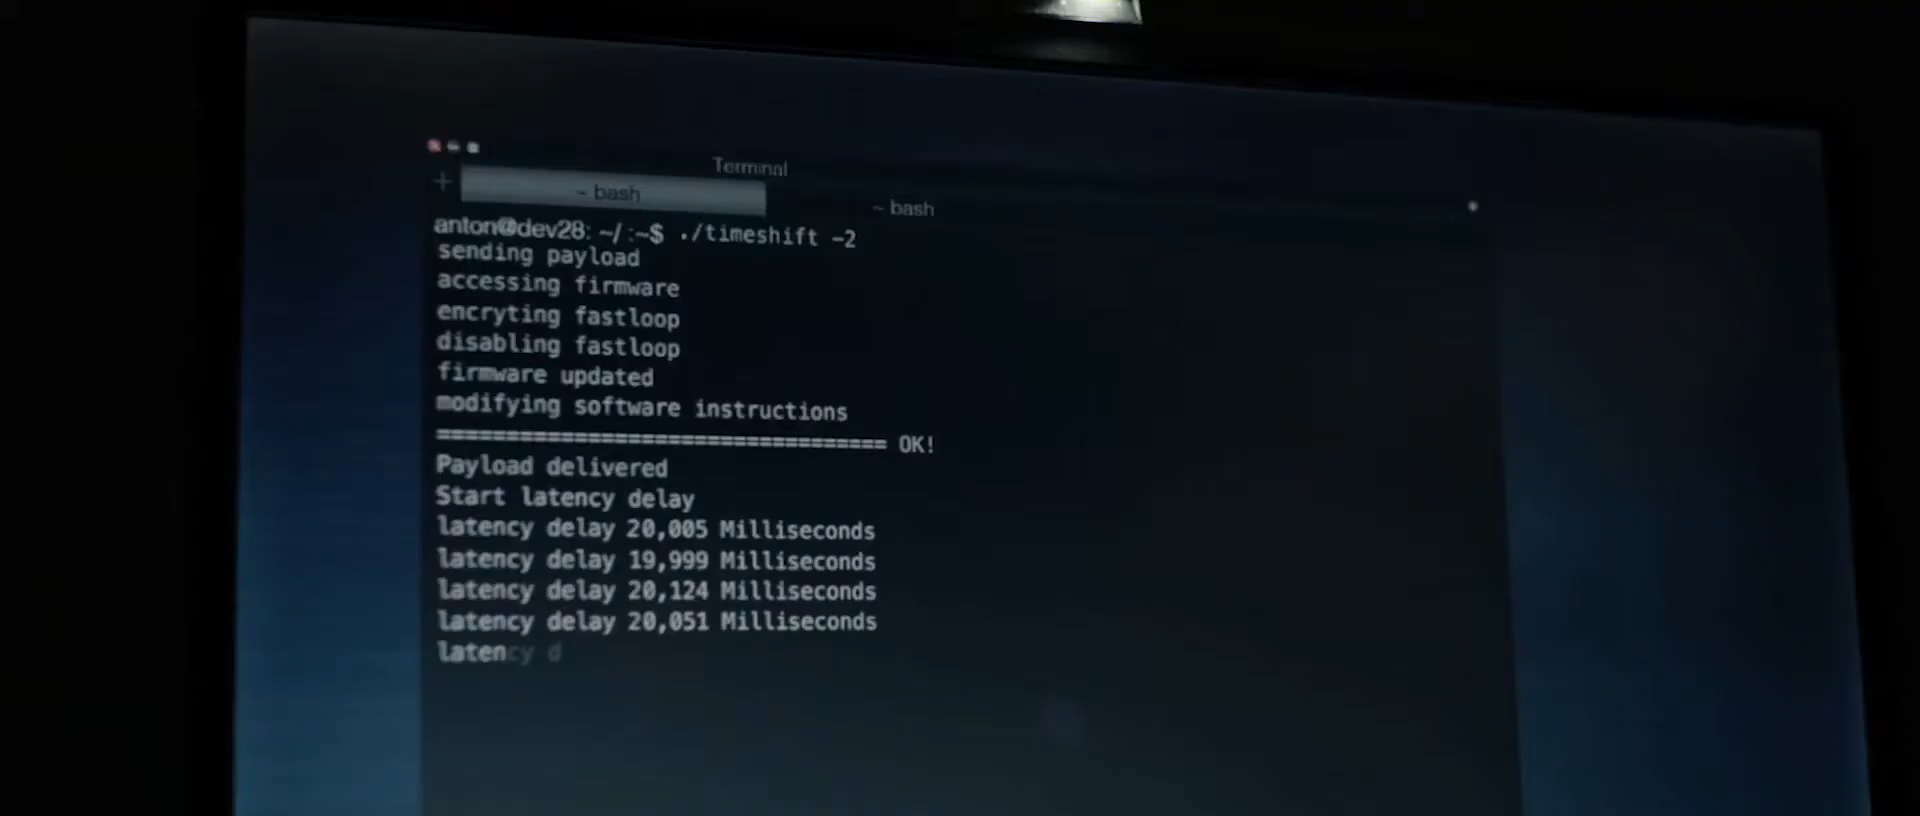 Terminal
~ bash
~ bash
anton@dev28: ~/ :~$ ./timeshift -2
sending payload
accessing firmware
encryting fastloop
disabling fastloop
firmware updated
modifying software instructions
================================== OK!
Payload delivered
Start latency delay
latency delay 20,005 Milliseconds
latency delay 19,999 Milliseconds
latency delay 20,124 Milliseconds
latency delay 20,051 Milliseconds
latency d